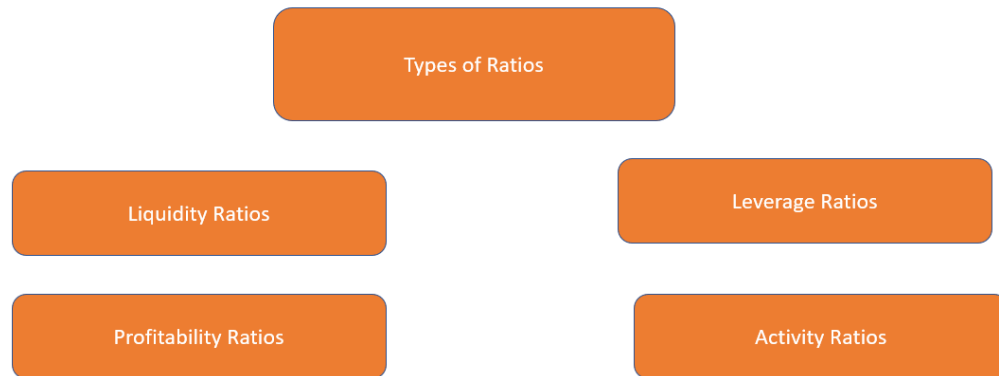 Types of Ratios
Liquidity Ratios
Leverage Ratios
Profitability Ratios
Activity Ratios